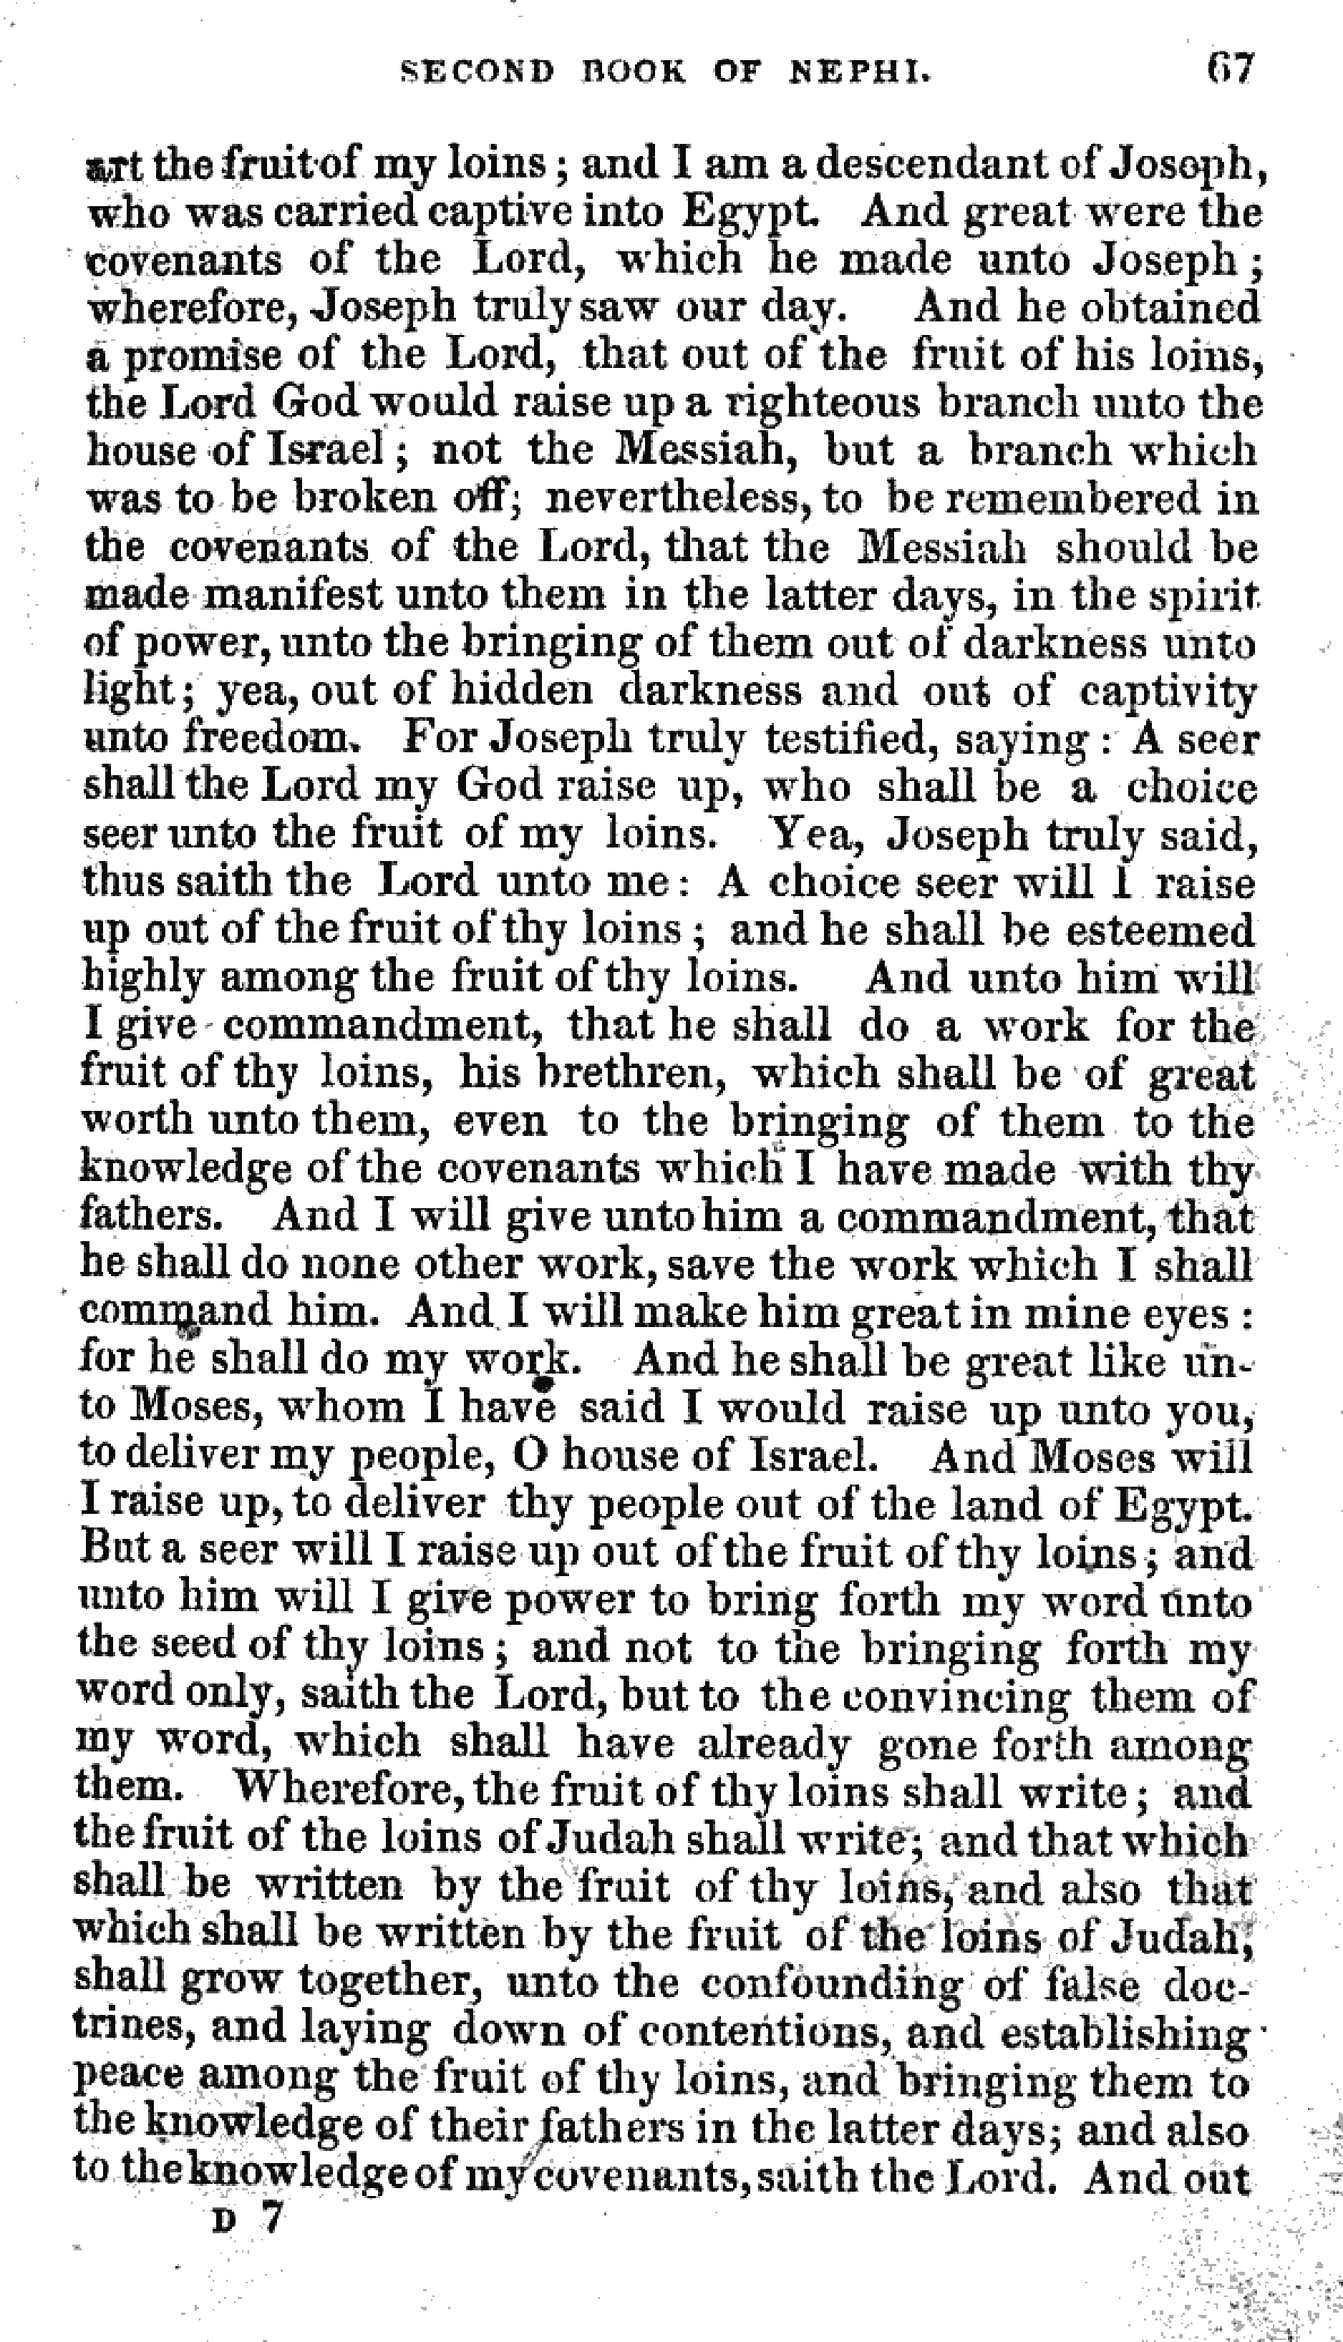 SECOND BOOK OF NEPHI. 67
art the fruit of my loins; and I am a descendant of Joseph,
who was carried captive into Egypt. And great were the
covenants of the Lord, which he made unto Joseph;
wherefore, Joseph truly saw our day. And he obtained
a promise of the Lord, that out of the fruit of his loins,
the Lord God would raise up a righteous branch unto the
house of Israel; not the Messiah, but a branch which
was to be broken off; nevertheless, to be remembered in
the covenants of the Lord, that the Messiah should be
made manifest unto them in the latter days, in the spirit
of power, unto the bringing of them out of darkness unto
light; yea, out of hidden darkness and out of captivity
unto freedom. For Joseph truly testified, saying: A seer
shall the Lord my God raise up, who shall be a choice
seer unto the fruit of my loins. Yea, Joseph truly said,
thus saith the Lord unto me: A choice seer will I raise
up out of the fruit of thy loins; and he shall be esteemed
highly among the fruit of thy loins. And unto him will
I give commandment, that he shall do a work for the
fruit of thy loins, his brethren, which shall be of great
worth unto them, even to the bringing of them to the
knowledge of the covenants which I have made with thy
fathers. And I will give unto him a commandment, that
he shall do none other work, save the work which I shall
command him. And I will make him great in mine eyes:
for he shall do my work. And he shall be great like un-
to Moses, whom I have said I would raise up unto you,
to deliver my people, O house of Israel. And Moses will
I raise up, to deliver thy people out of the land of Egypt.
But a seer will I raise up out of the fruit of thy loins; and
unto him will I give power to bring forth my word unto
the seed of thy loins; and not to the bringing forth my
word only, saith the Lord, but to the convincing them of
my word, which shall have already gone forth among
them. Wherefore, the fruit of thy loins shall write; and
the fruit of the loins of Judah shall write; and that which
shall be written by the fruit of thy loins, and also that
which shall be written by the fruit of the loins of Judah,
shall grow together, unto the confounding of false doc-
trines, and laying down of contentions, and establishing
peace among the fruit of thy loins, and bringing them to
the knowledge of their fathers in the latter days; and also
to the knowledge of my covenants, saith the Lord. And out
D 7